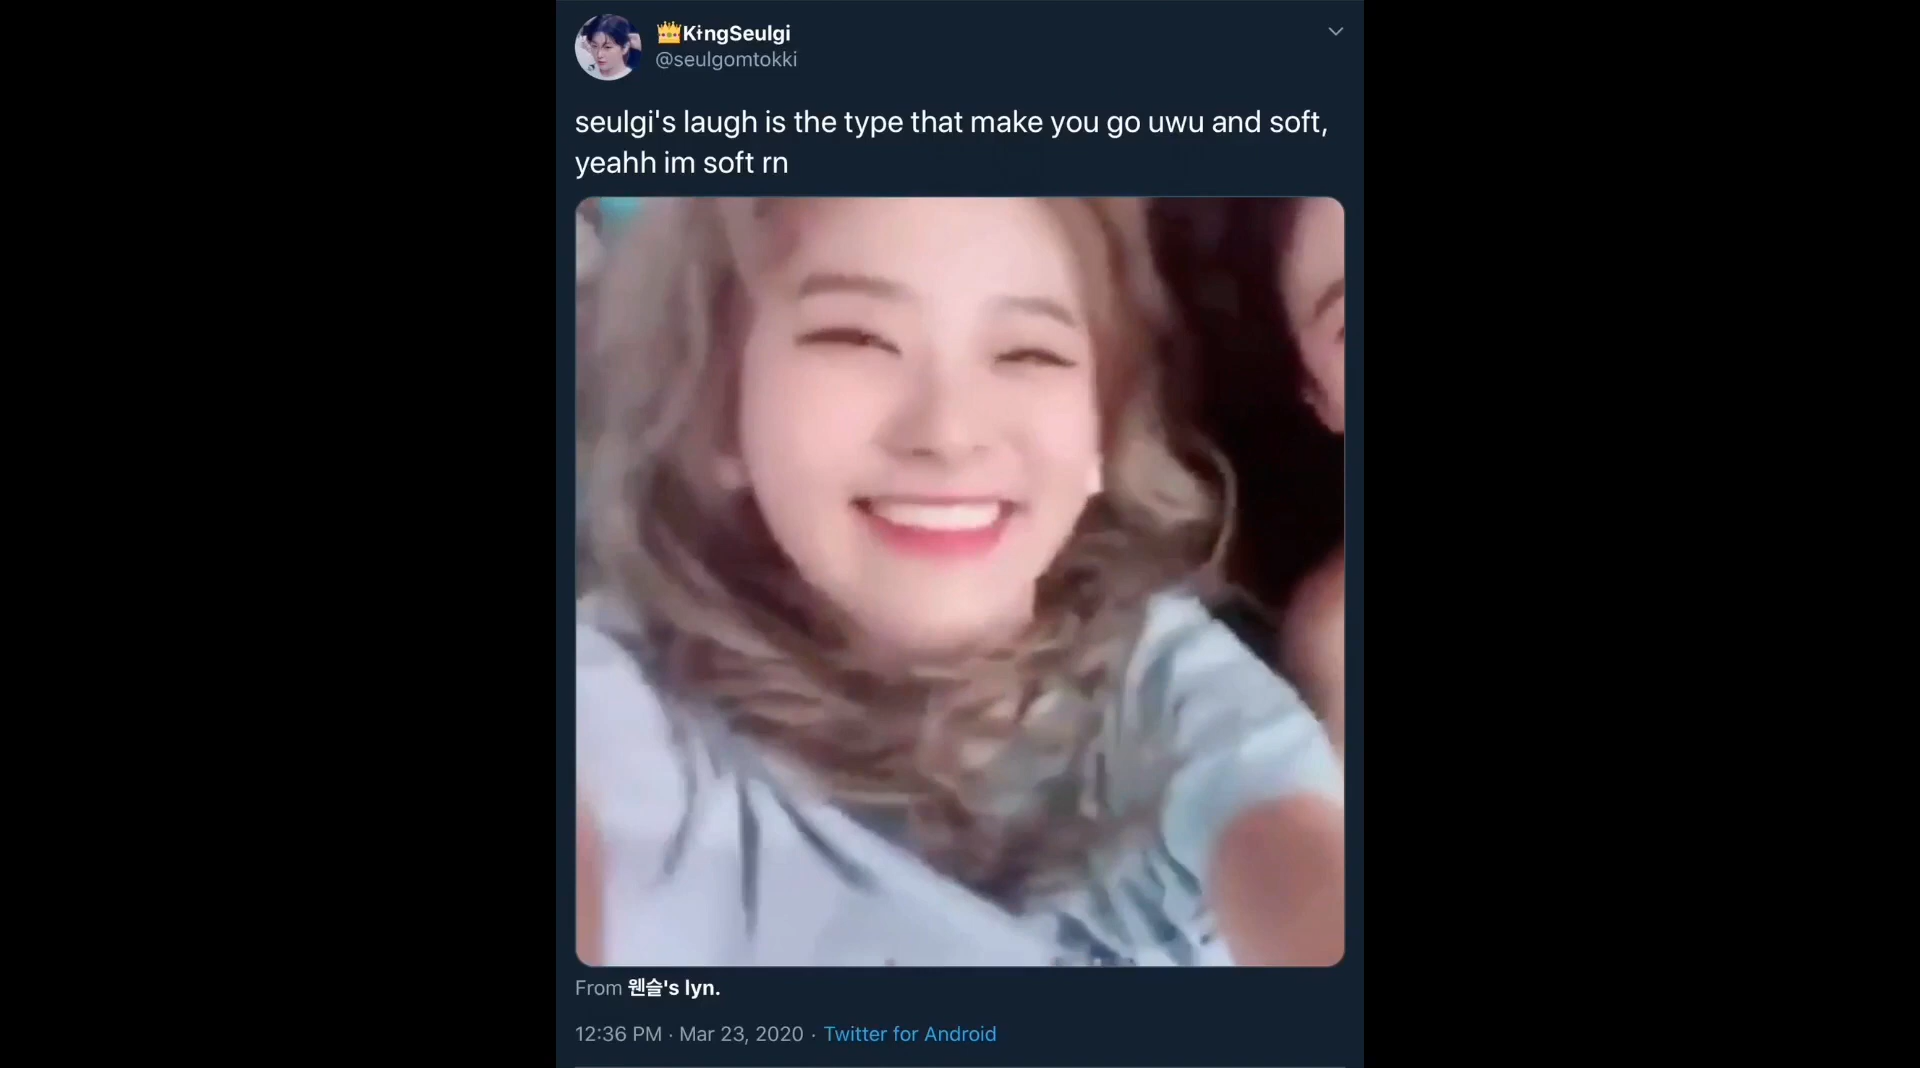 👑KɨngSeulgi
@seulgomtokki
seulgi's laugh is the type that make you go uwu and soft,
yeahh im soft rn
From 웬슬's lyn.
12:36 PM · Mar 23, 2020 · Twitter for Android